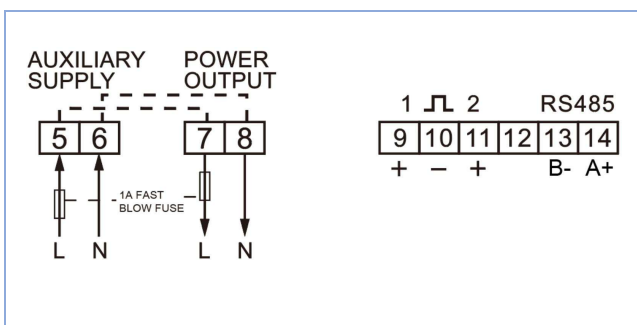 AUXILIARY SUPPLY
POWER OUTPUT
5 6
7 8
1A FAST
BLOW FUSE
L N
L N
1 2 RS485
9 10 11 12 13 14
+ − + B- A+